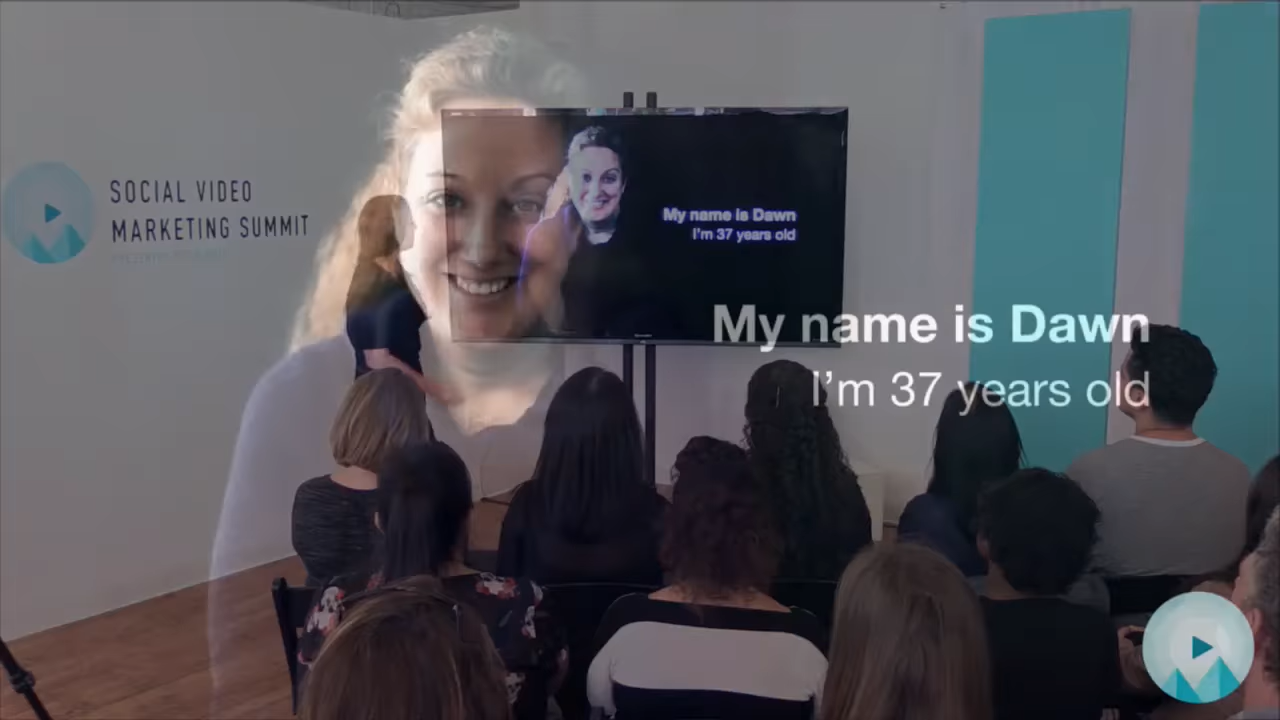 SOCIAL VIDEO
MARKETING SUMMIT
My name is Dawn
I'm 37 years old
My name is Dawn
I'm 37 years old